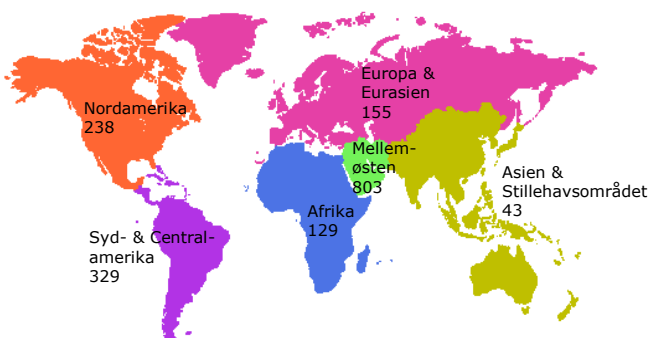 Nordamerika
238
Europa &
Eurasien
155
Mellem-
østen
803
Asien &
Stillehavsområdet
43
Afrika
129
Syd- & Central-
amerika
329